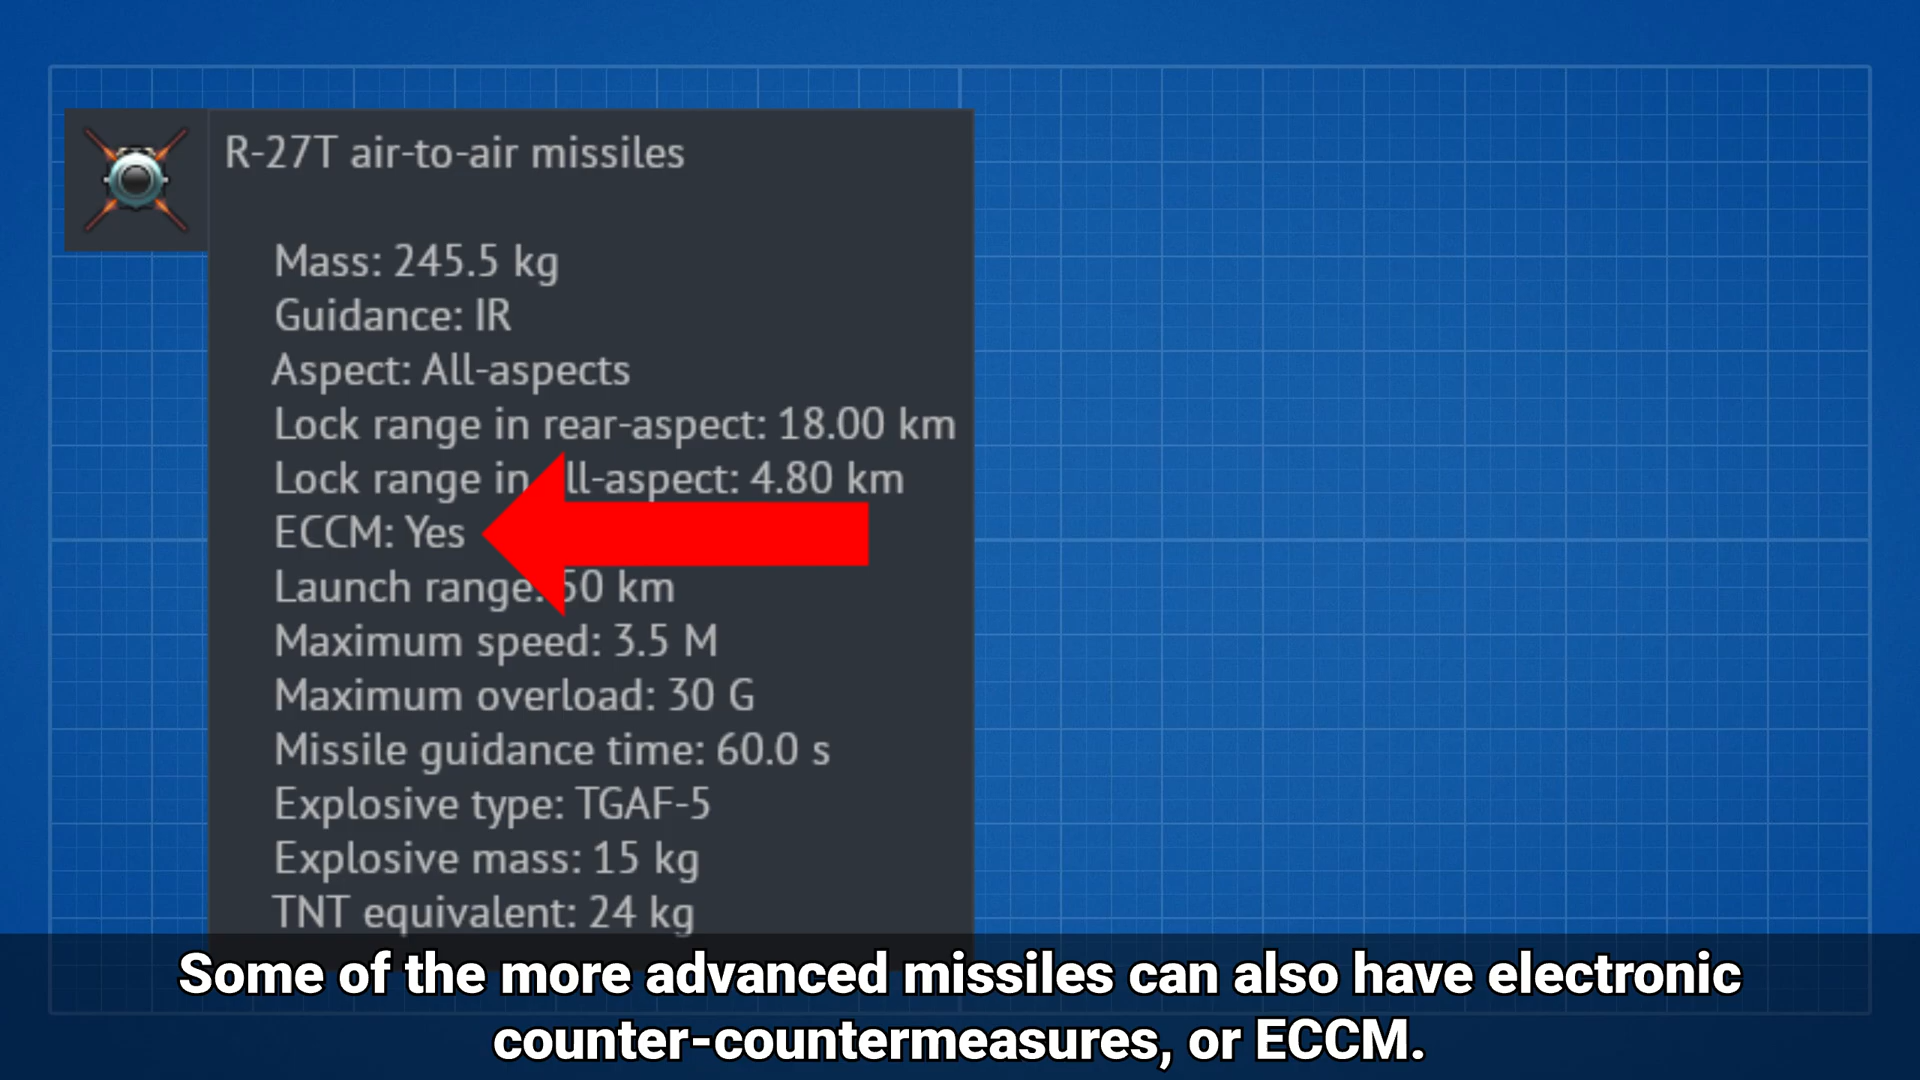 R-27T air-to-air missiles
Mass: 245.5 kg
Guidance: IR
Aspect: All-aspects
Lock range in rear-aspect: 18.00 km
Lock range in ll-aspect: 4.80 km
ECCM: Yes
Launch range: 50 km
Maximum speed: 3.5 M
Maximum overload: 30 G
Missile guidance time: 60.0 s
Explosive type: TGAF-5
Explosive mass: 15 kg
TNT equivalent: 24 kg
Some of the more advanced missiles can also have electronic
counter-countermeasures, or ECCM.